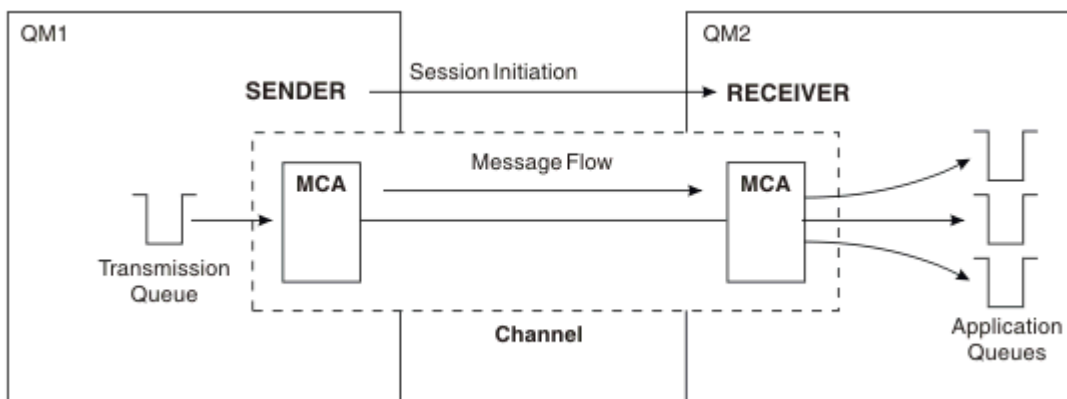 QM1
QM2
Session Initiation
SENDER
RECEIVER
Message Flow
MCA
MCA
Transmission
Queue
Channel
Application
Queues